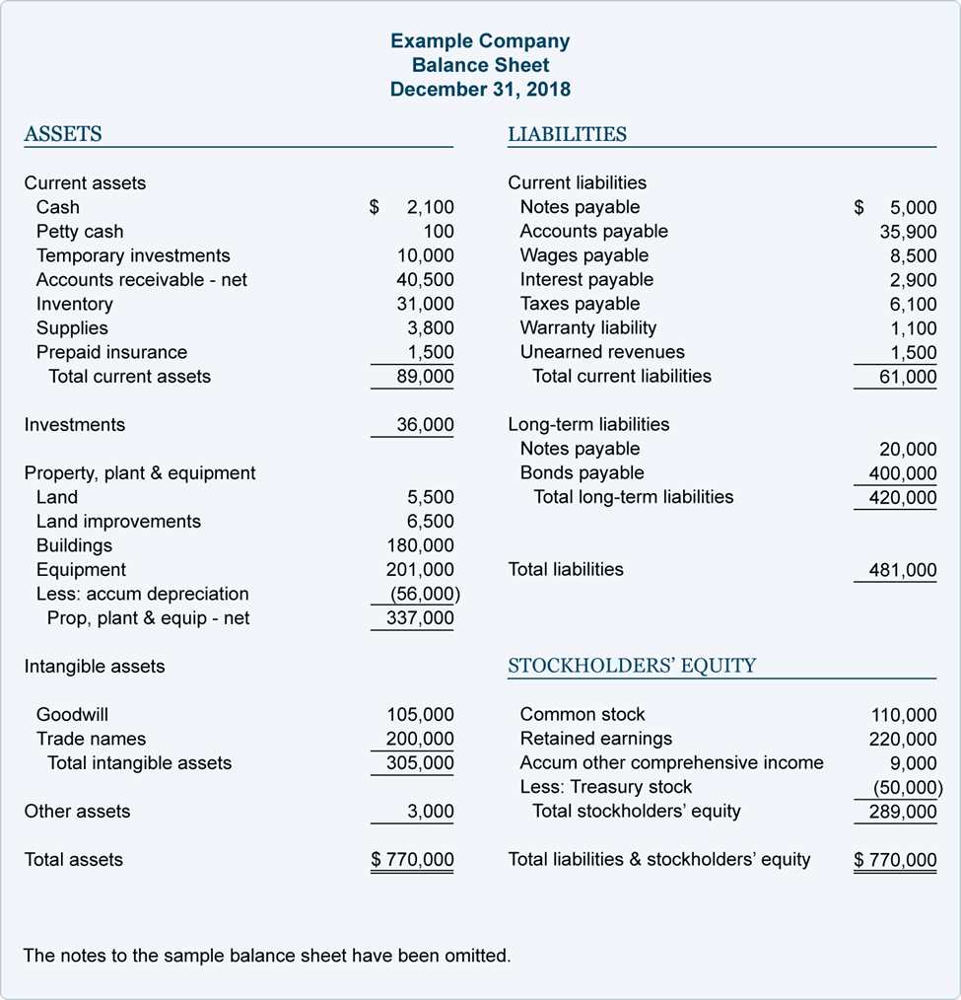 Example Company
Balance Sheet
December 31, 2018
ASSETS
Current assets
Cash $ 2,100
Petty cash 100
Temporary investments 10,000
Accounts receivable - net 40,500
Inventory 31,000
Supplies 3,800
Prepaid insurance 1,500
Total current assets 89,000
Investments 36,000
Property, plant & equipment
Land 5,500
Land improvements 6,500
Buildings 180,000
Equipment 201,000
Less: accum depreciation (56,000)
Prop, plant & equip - net 337,000
Intangible assets
Goodwill 105,000
Trade names 200,000
Total intangible assets 305,000
Other assets 3,000
Total assets $ 770,000
LIABILITIES
Current liabilities
Notes payable $ 5,000
Accounts payable 35,900
Wages payable 8,500
Interest payable 2,900
Taxes payable 6,100
Warranty liability 1,100
Unearned revenues 1,500
Total current liabilities 61,000
Long-term liabilities
Notes payable 20,000
Bonds payable 400,000
Total long-term liabilities 420,000
Total liabilities 481,000
STOCKHOLDERS’ EQUITY
Common stock 110,000
Retained earnings 220,000
Accum other comprehensive income 9,000
Less: Treasury stock (50,000)
Total stockholders’ equity 289,000
Total liabilities & stockholders’ equity $ 770,000
The notes to the sample balance sheet have been omitted.